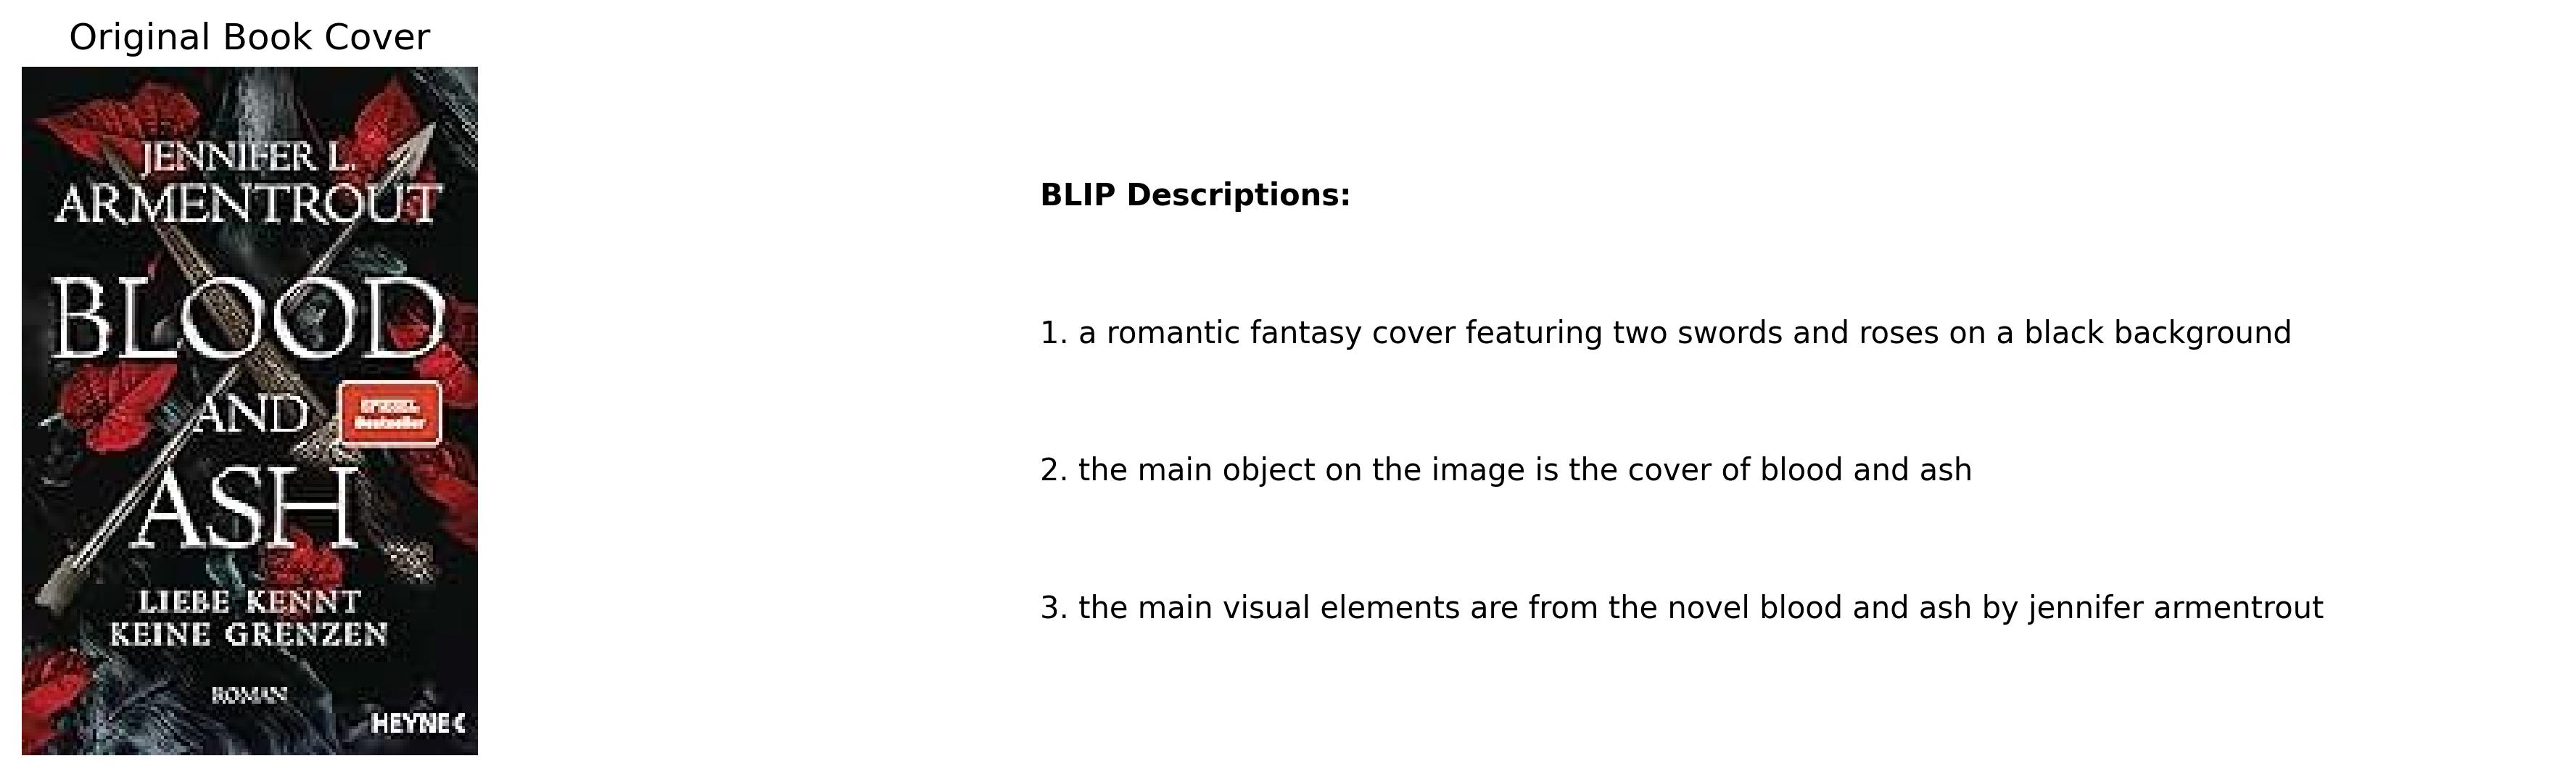 Original Book Cover
JENNIFER L.
ARMENTROUT
BLOOD
AND
SPIEGEL
Bestseller
ASH
LIEBE KENNT
KEINE GRENZEN
ROMAN
HEYNE <
BLIP Descriptions:
1. a romantic fantasy cover featuring two swords and roses on a black background
2. the main object on the image is the cover of blood and ash
3. the main visual elements are from the novel blood and ash by jennifer armentrout